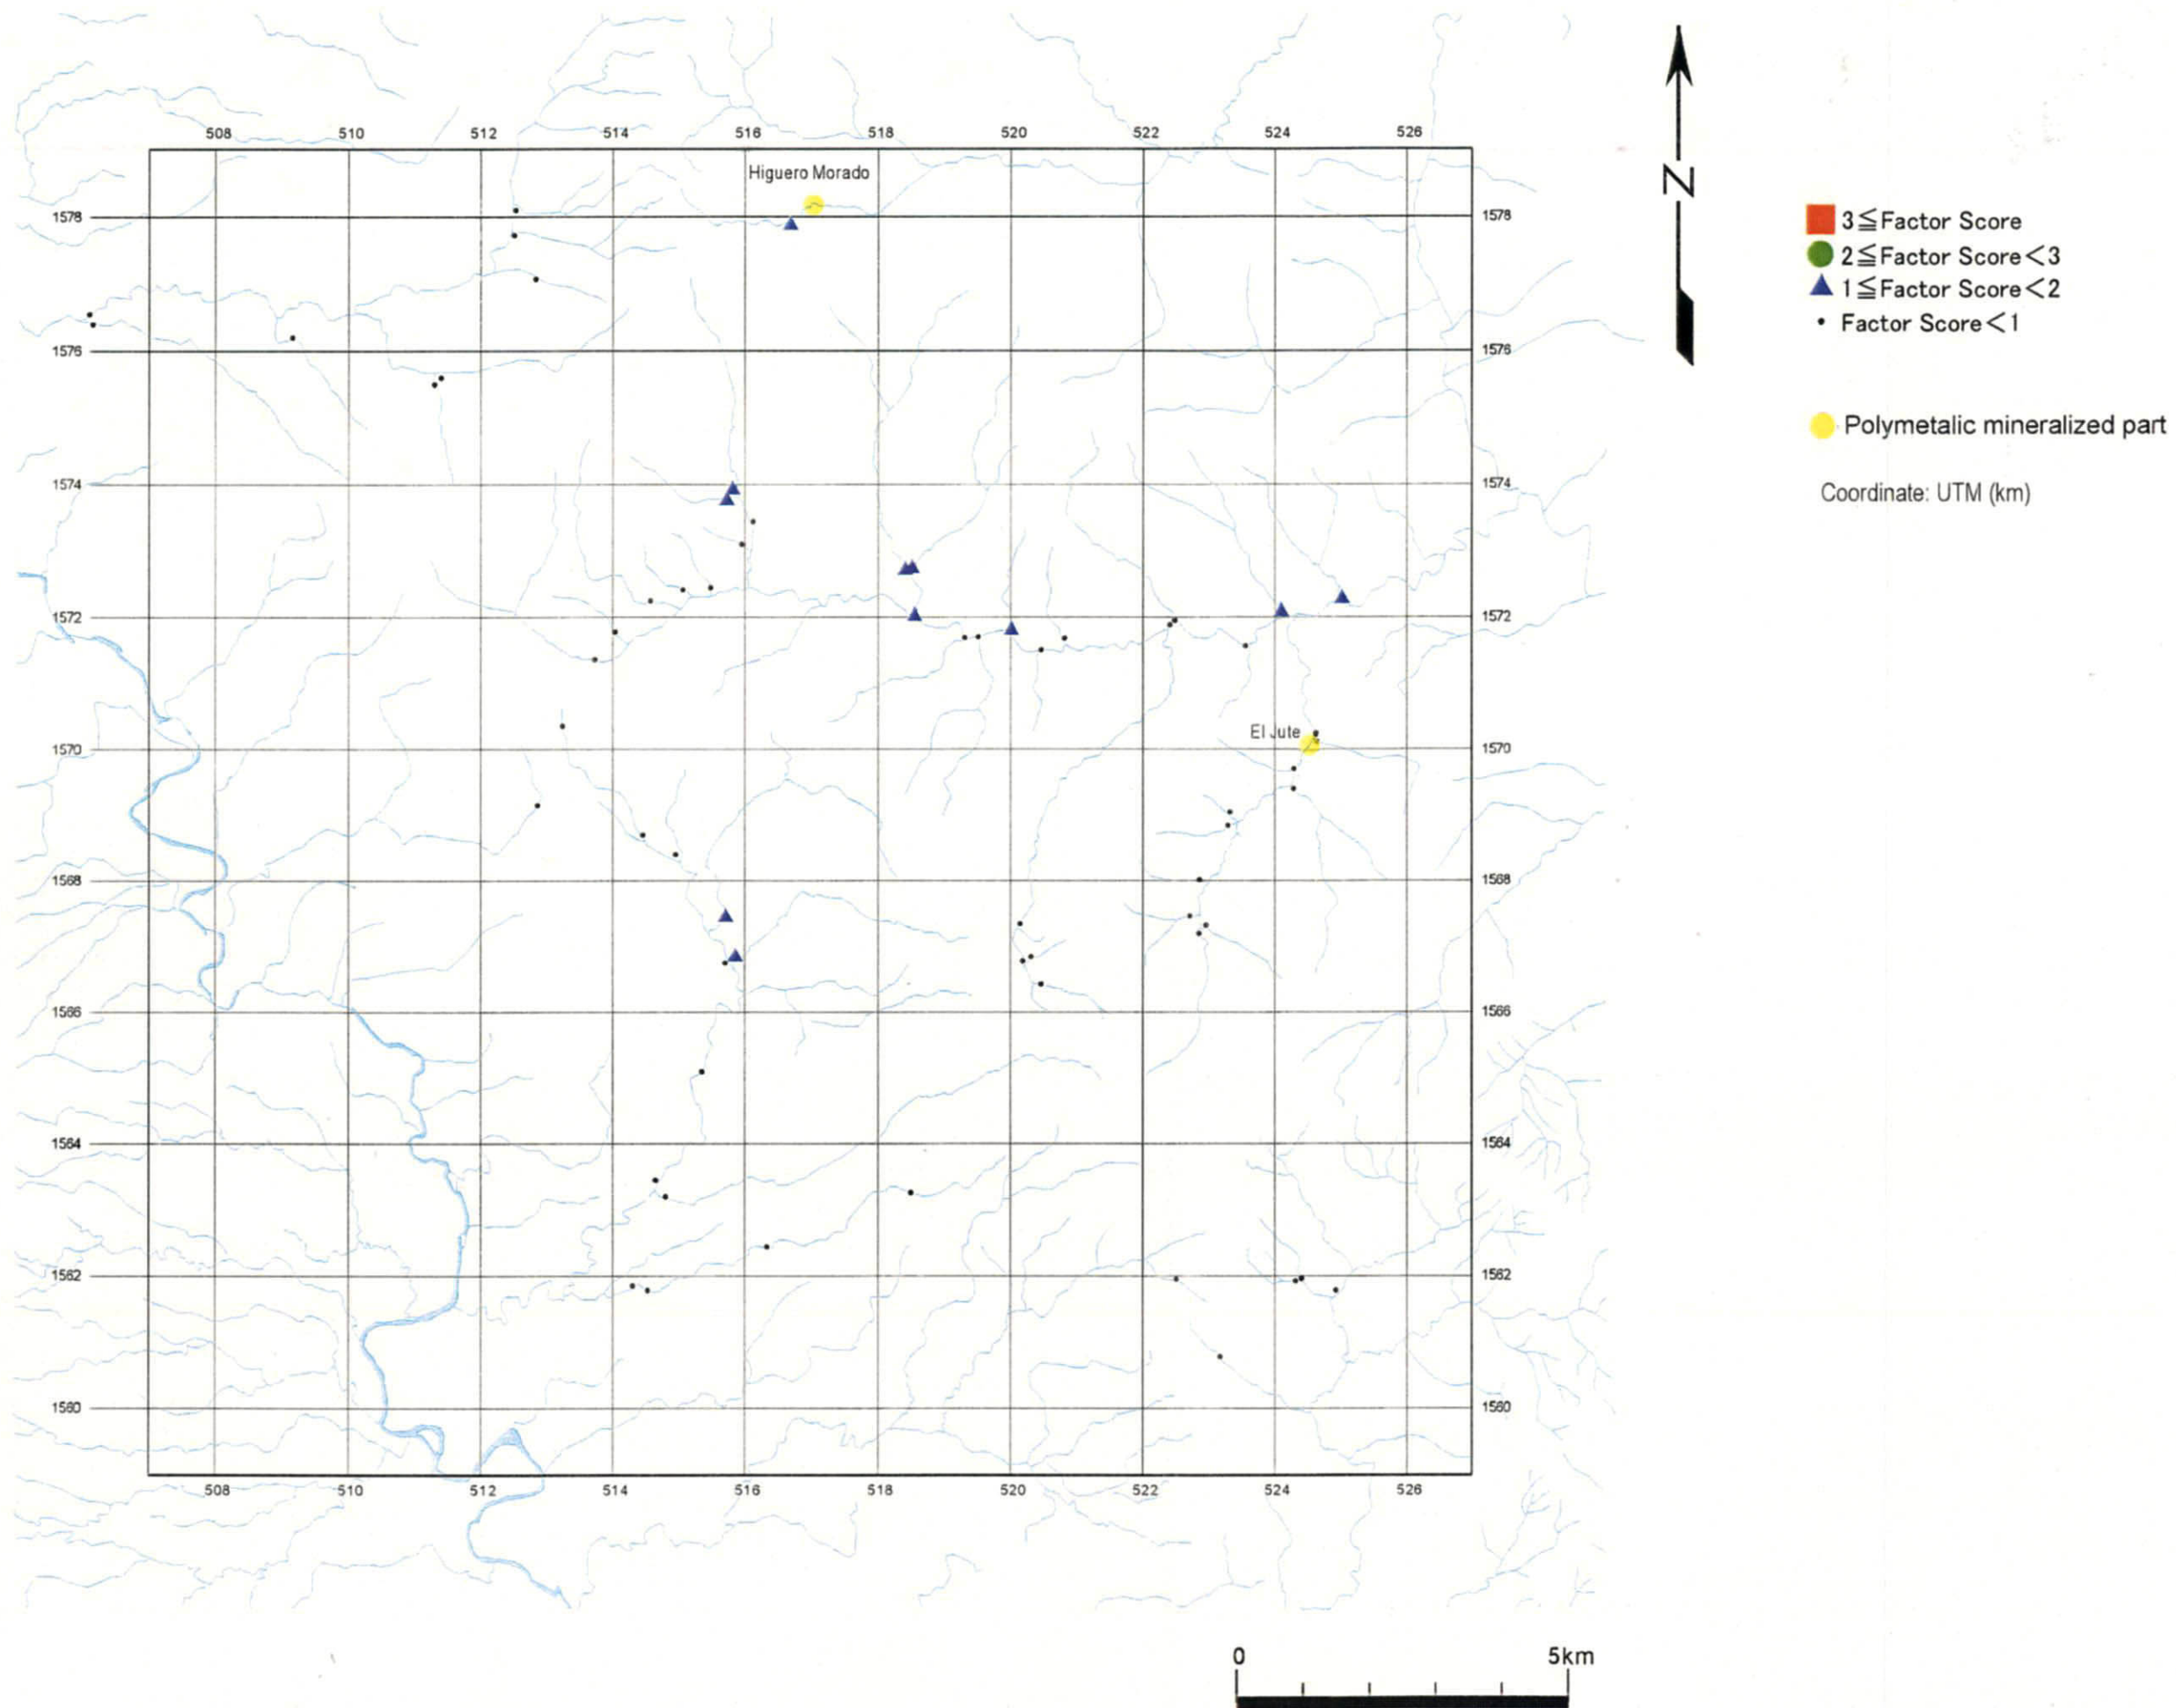 508 510 512 514 516 518 520 522 524 526
Higuero Morado
1578 1578
1576 1576
1574 1574
1572 1572
El Jute
1570 1570
1568 1568
1566 1566
1564 1564
1562 1562
1560 1560
508 510 512 514 516 518 520 522 524 526
N
3≦Factor Score
2≦Factor Score<3
1≦Factor Score<2
Factor Score<1
Polymetalic mineralized part
Coordinate: UTM (km)
0 5km